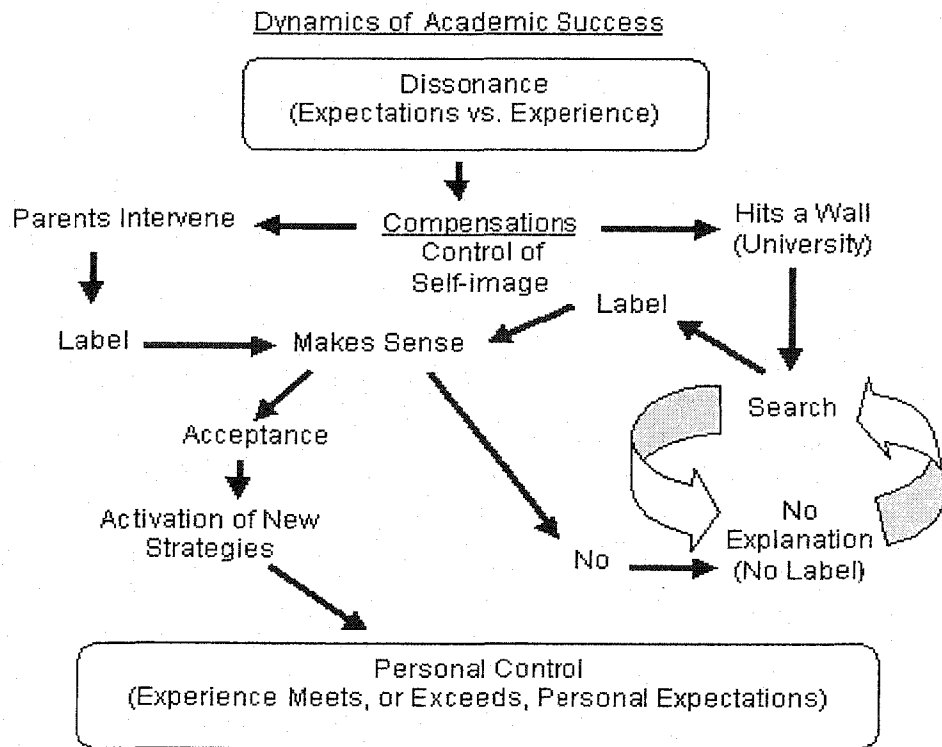 Dynamics of Academic Success
Dissonance
(Expectations vs. Experience)
Parents Intervene
Compensations
Control of
Self-image
Hits a Wall
(University)
Label
Label
Makes Sense
Search
Acceptance
Activation of New
Strategies
No
No
Explanation
(No Label)
Personal Control
(Experience Meets, or Exceeds, Personal Expectations)